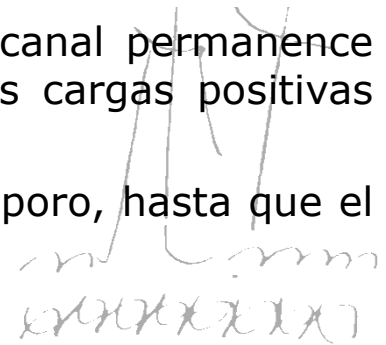 canal permanence
s cargas positivas
poro, hasta que el